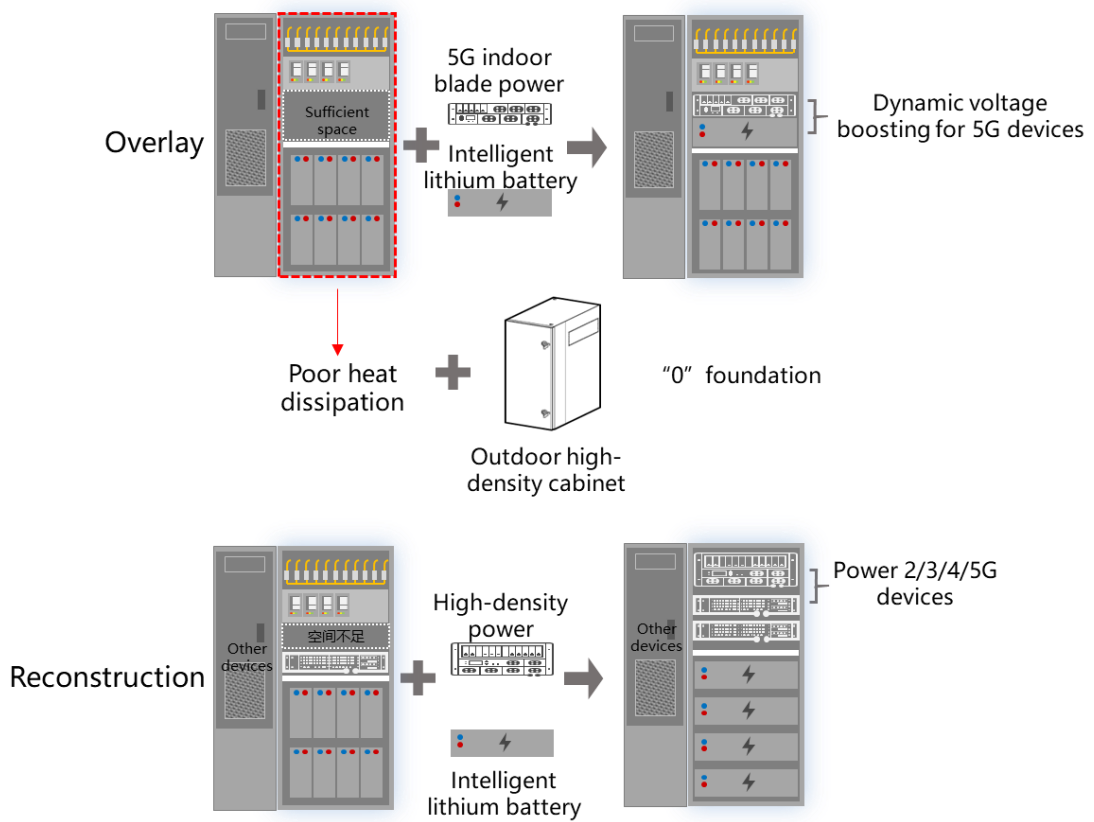 Overlay
Sufficient
space
5G indoor
blade power
Intelligent
lithium battery
Dynamic voltage
boosting for 5G devices
Poor heat
dissipation
Outdoor high-
density cabinet
“0” foundation
Reconstruction
Other
devices
空间不足
High-density
power
Intelligent
lithium battery
Other
devices
Power 2/3/4/5G
devices